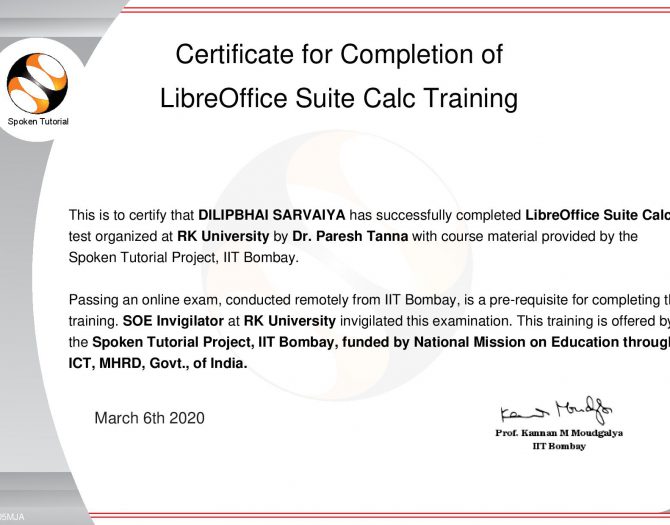 Certificate for Completion of
LibreOffice Suite Calc Training
Spoken Tutorial
This is to certify that DILIPBHAI SARVAIYA has successfully completed LibreOffice Suite Calc
test organized at RK University by Dr. Paresh Tanna with course material provided by the
Spoken Tutorial Project, IIT Bombay.
Passing an online exam, conducted remotely from IIT Bombay, is a pre-requisite for completing
training. SOE Invigilator at RK University invigilated this examination. This training is offered by
the Spoken Tutorial Project, IIT Bombay, funded by National Mission on Education through
ICT, MHRD, Govt., of India.
March 6th 2020
Prof. Kannan M Moudgalya
IIT Bombay